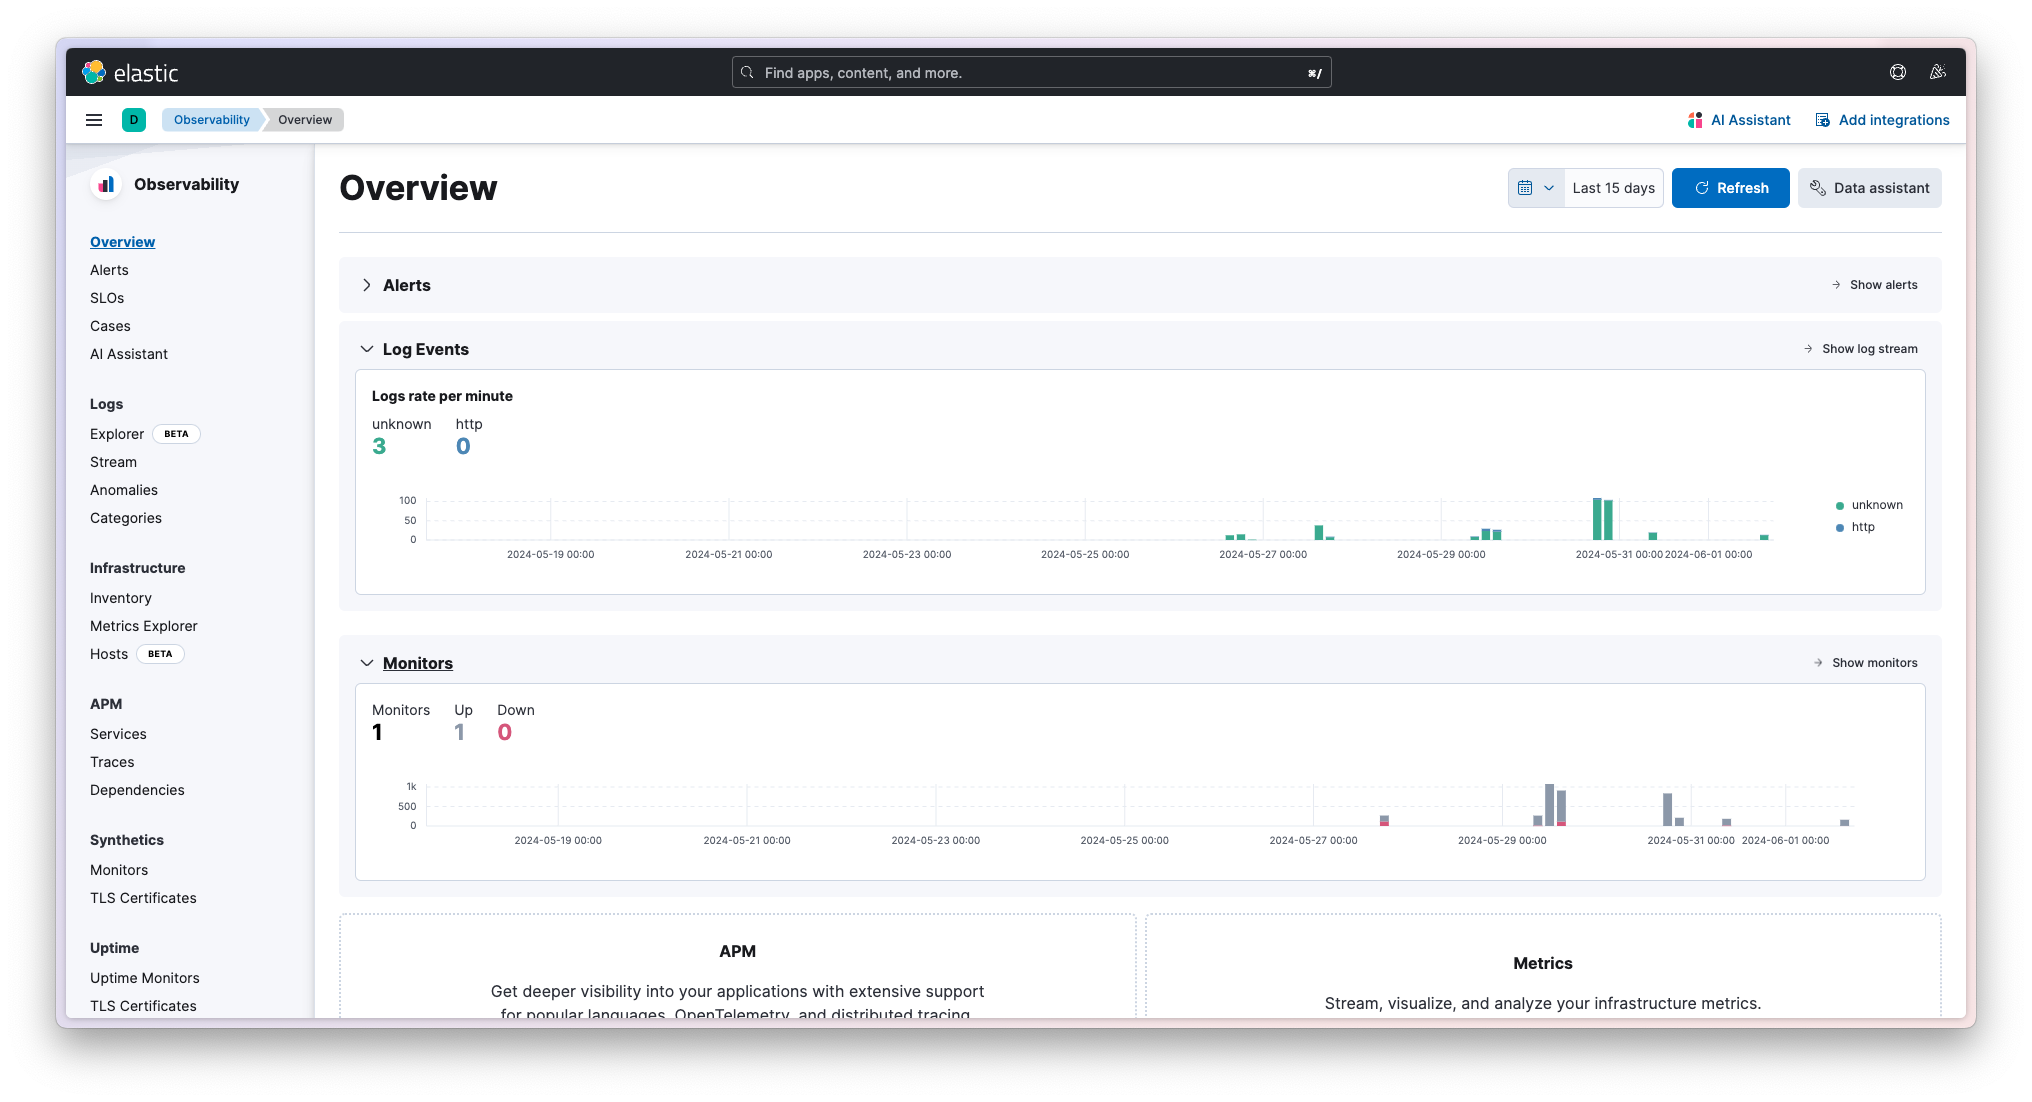 elastic
Find apps, content, and more.
⌘/
D
Observability
Overview
AI Assistant
Add integrations
Observability
Overview
Alerts
SLOs
Cases
AI Assistant
Logs
Explorer BETA
Stream
Anomalies
Categories
Infrastructure
Inventory
Metrics Explorer
Hosts BETA
APM
Services
Traces
Dependencies
Synthetics
Monitors
TLS Certificates
Uptime
Uptime Monitors
TLS Certificates
Overview
Last 15 days
Refresh
Data assistant
Alerts
Show alerts
Log Events
Show log stream
Logs rate per minute
unknown http
3 0
100
50
0
2024-05-19 00:00 2024-05-21 00:00 2024-05-23 00:00 2024-05-25 00:00 2024-05-27 00:00 2024-05-29 00:00 2024-05-31 00:00 2024-06-01 00:00
unknown
http
Monitors
Show monitors
Monitors Up Down
1 1 0
1k
500
0
2024-05-19 00:00 2024-05-21 00:00 2024-05-23 00:00 2024-05-25 00:00 2024-05-27 00:00 2024-05-29 00:00 2024-05-31 00:00 2024-06-01 00:00
APM
Get deeper visibility into your applications with extensive support
for popular languages, OpenTelemetry, and distributed tracing
Metrics
Stream, visualize, and analyze your infrastructure metrics.